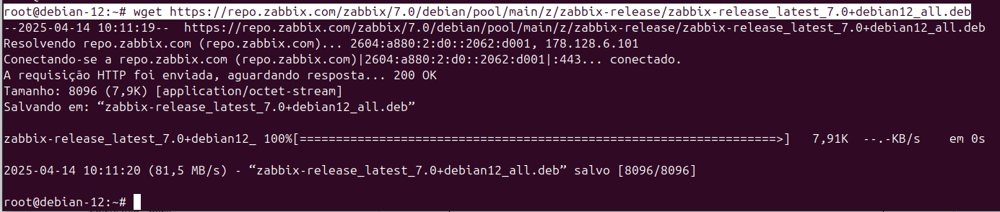 root@debian-12:~# wget https://repo.zabbix.com/zabbix/7.0/debian/pool/main/z/zabbix-release/zabbix-release_latest_7.0+debian12_all.deb
--2025-04-14 10:11:19--  https://repo.zabbix.com/zabbix/7.0/debian/pool/main/z/zabbix-release/zabbix-release_latest_7.0+debian12_all.deb
Resolvendo repo.zabbix.com (repo.zabbix.com)... 2604:a880:2:d0::2062:d001, 178.128.6.101
Conectando-se a repo.zabbix.com (repo.zabbix.com)|2604:a880:2:d0::2062:d001|:443... conectado.
A requisição HTTP foi enviada, aguardando resposta... 200 OK
Tamanho: 8096 (7,9K) [application/octet-stream]
Salvando em: “zabbix-release_latest_7.0+debian12_all.deb”
zabbix-release_latest_7.0+debian12_ 100%[==================================================================>]   7,91K  --.-KB/s    em 0s
2025-04-14 10:11:20 (81,5 MB/s) - “zabbix-release_latest_7.0+debian12_all.deb” salvo [8096/8096]
root@debian-12:~#